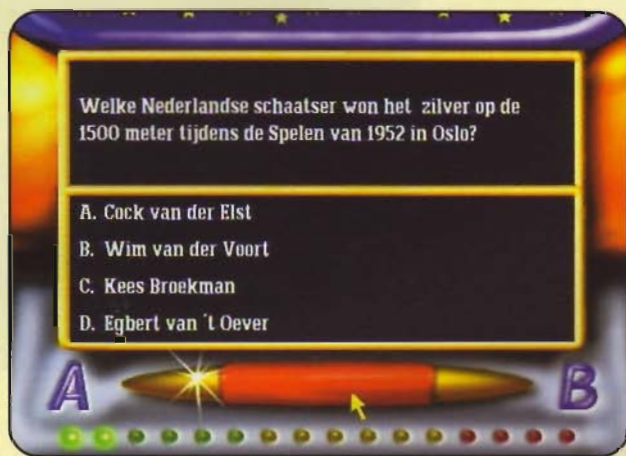 Welke Nederlandse schaatser won het zilver op de
1500 meter tijdens de Spelen van 1952 in Oslo?
A. Cock van der Elst
B. Wim van der Voort
C. Kees Broekman
D. Egbert van 't Oever
A
B